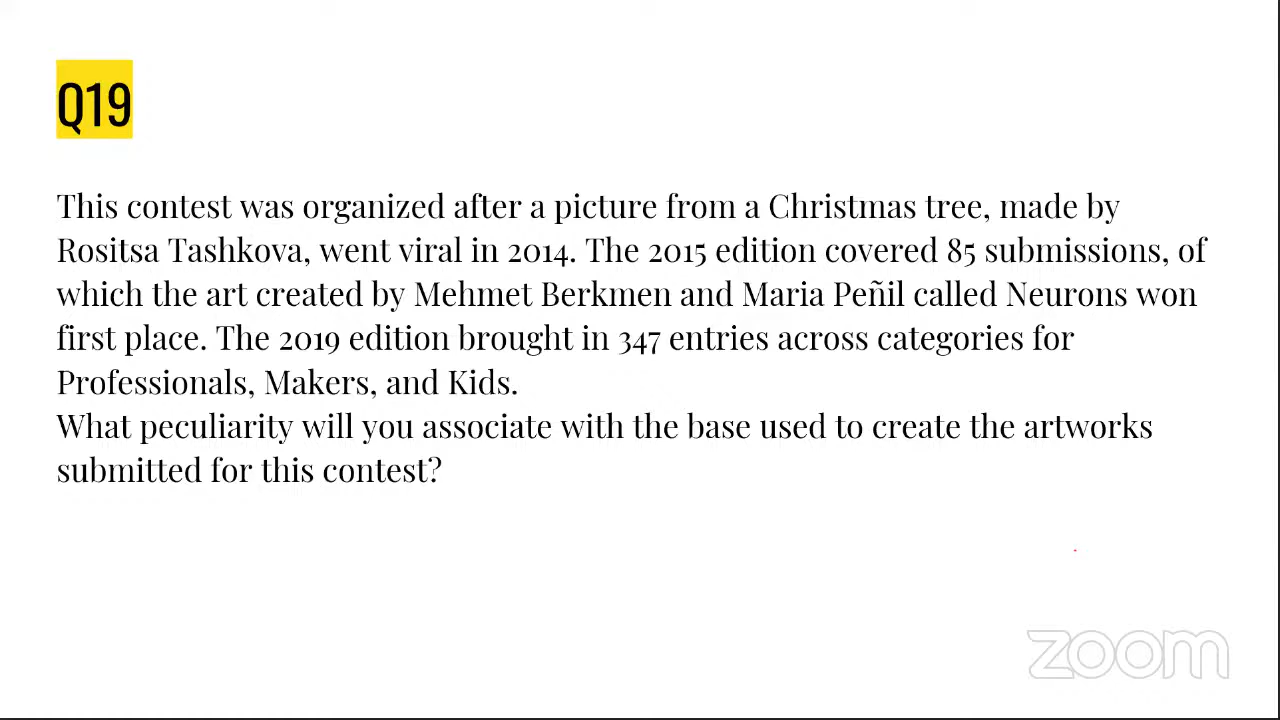 Q19
This contest was organized after a picture from a Christmas tree, made by
Rositsa Tashkova, went viral in 2014. The 2015 edition covered 85 submissions, of
which the art created by Mehmet Berkmen and Maria Peñil called Neurons won
first place. The 2019 edition brought in 347 entries across categories for
Professionals, Makers, and Kids.
What peculiarity will you associate with the base used to create the artworks
submitted for this contest?
zoom